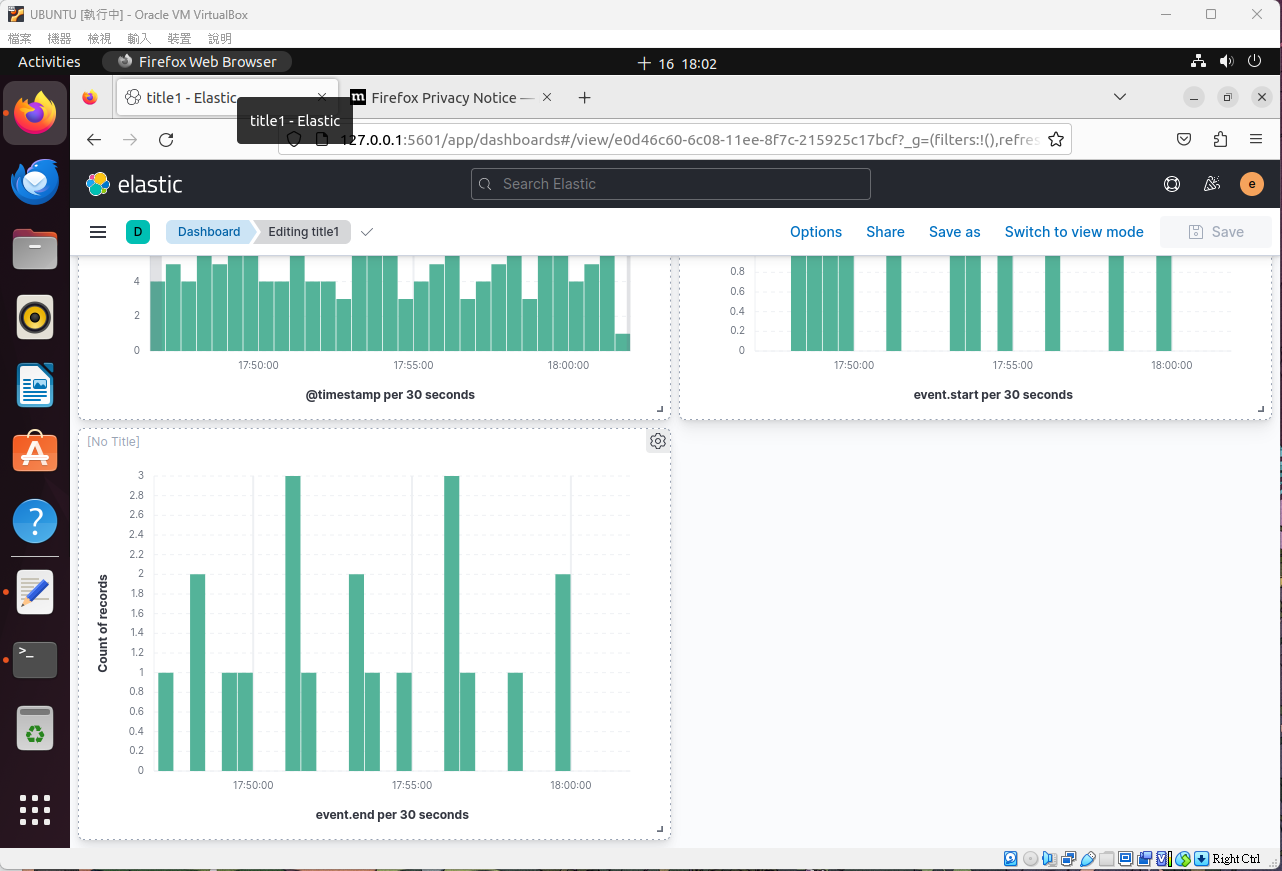 UBUNTU [執行中] - Oracle VM VirtualBox
檔案 機器 檢視 輸入 裝置 說明
Activities Firefox Web Browser 16 18:02
title1 - Elastic Firefox Privacy Notice —
title1 - Elastic
127.0.0.1:5601/app/dashboards#/view/e0d46c60-6c08-11ee-8f7c-215925c17bcf?_g=(filters:!(),refres
elastic Search Elastic e
D Dashboard Editing title1 Options Share Save as Switch to view mode Save
4
2
0
17:50:00 17:55:00 18:00:00
@timestamp per 30 seconds
0.8
0.6
0.4
0.2
0
17:50:00 17:55:00 18:00:00
event.start per 30 seconds
[No Title]
Count of records
3
2.8
2.6
2.4
2.2
2
1.8
1.6
1.4
1.2
1
0.8
0.6
0.4
0.2
0
17:50:00 17:55:00 18:00:00
event.end per 30 seconds
Right Ctrl